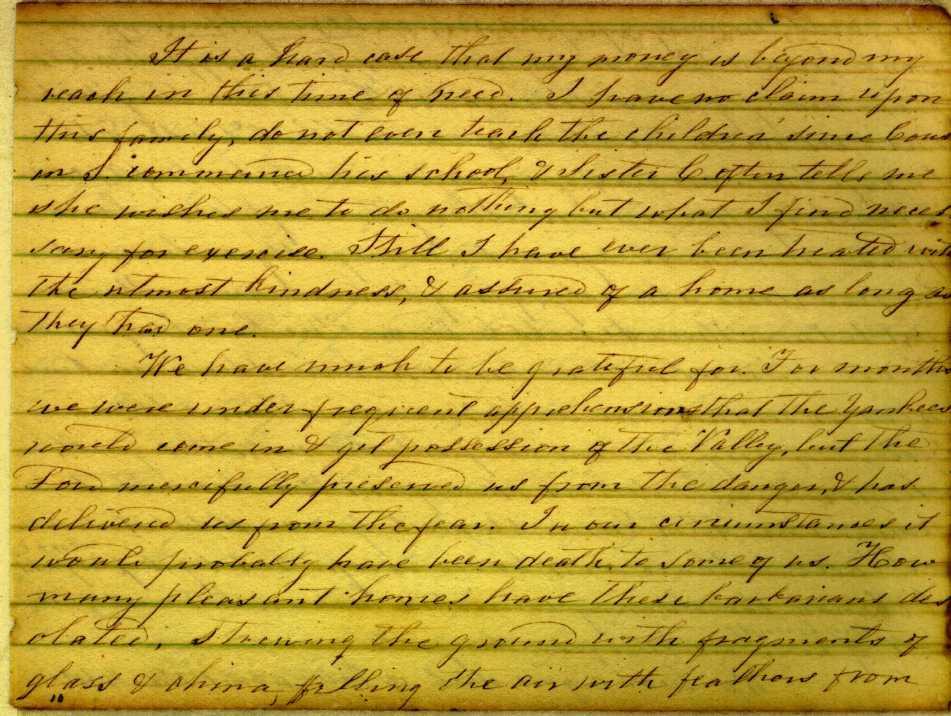 It is a hard case that my money is beyond my
reach in this time of need. I have no claim upon
this family, do not even teach the children since Cous
in J. commenced his school, & Sister C often tells me
she wishes me to do nothing but what I find neces
sary for exercise. Still I have ever been treated with
the utmost kindness, & assured of a home as long as
they had one.
We have much to be grateful for. For months
we were under frequent apprehensions that the Yankees
would come in & get possession of the Valley, but the
Lord mercifully preserved us from the danger, & has
delivered us from the fear. In our circumstances it
would probably have been death to some of us. How
many pleasant homes have these barbarians des
olated, strewing the ground with fragments of
glass & china, filling the air with feathers from
10